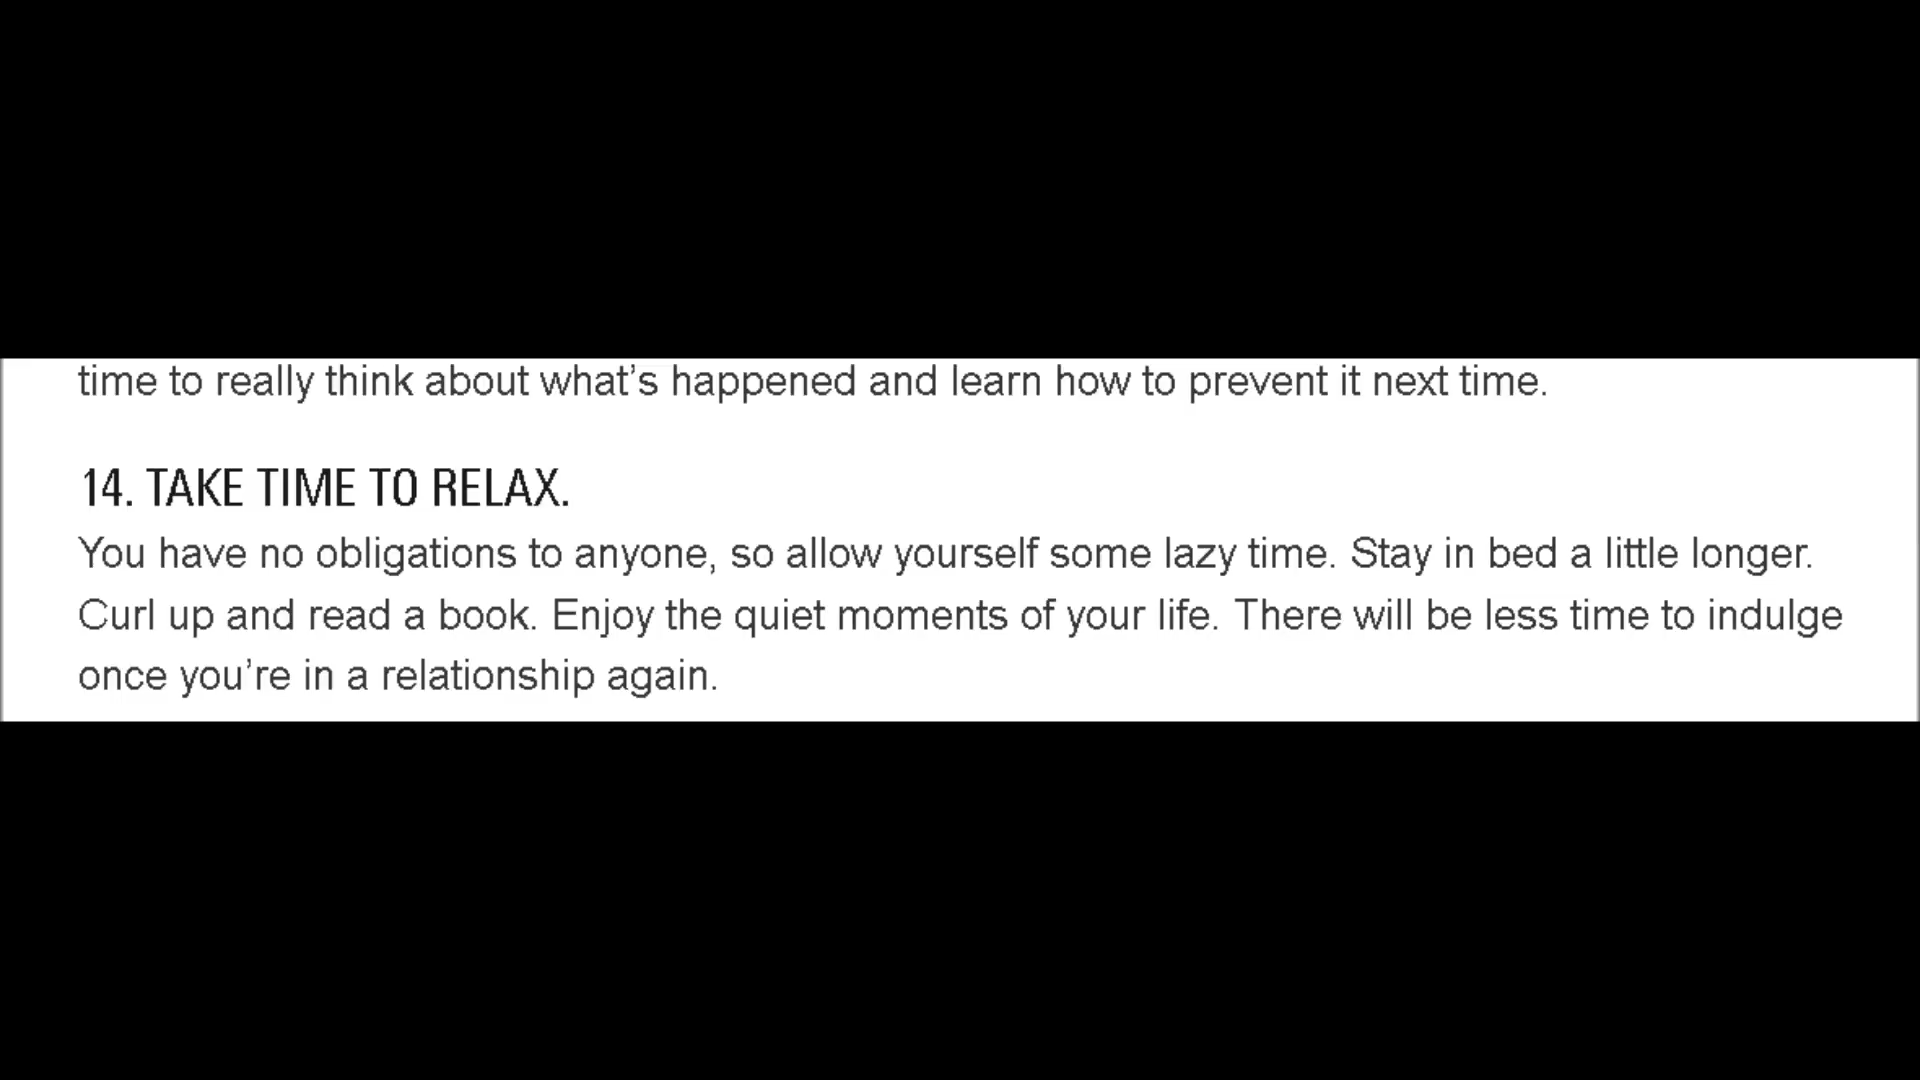 time to really think about what’s happened and learn how to prevent it next time.
14. TAKE TIME TO RELAX.
You have no obligations to anyone, so allow yourself some lazy time. Stay in bed a little longer.
Curl up and read a book. Enjoy the quiet moments of your life. There will be less time to indulge
once you’re in a relationship again.